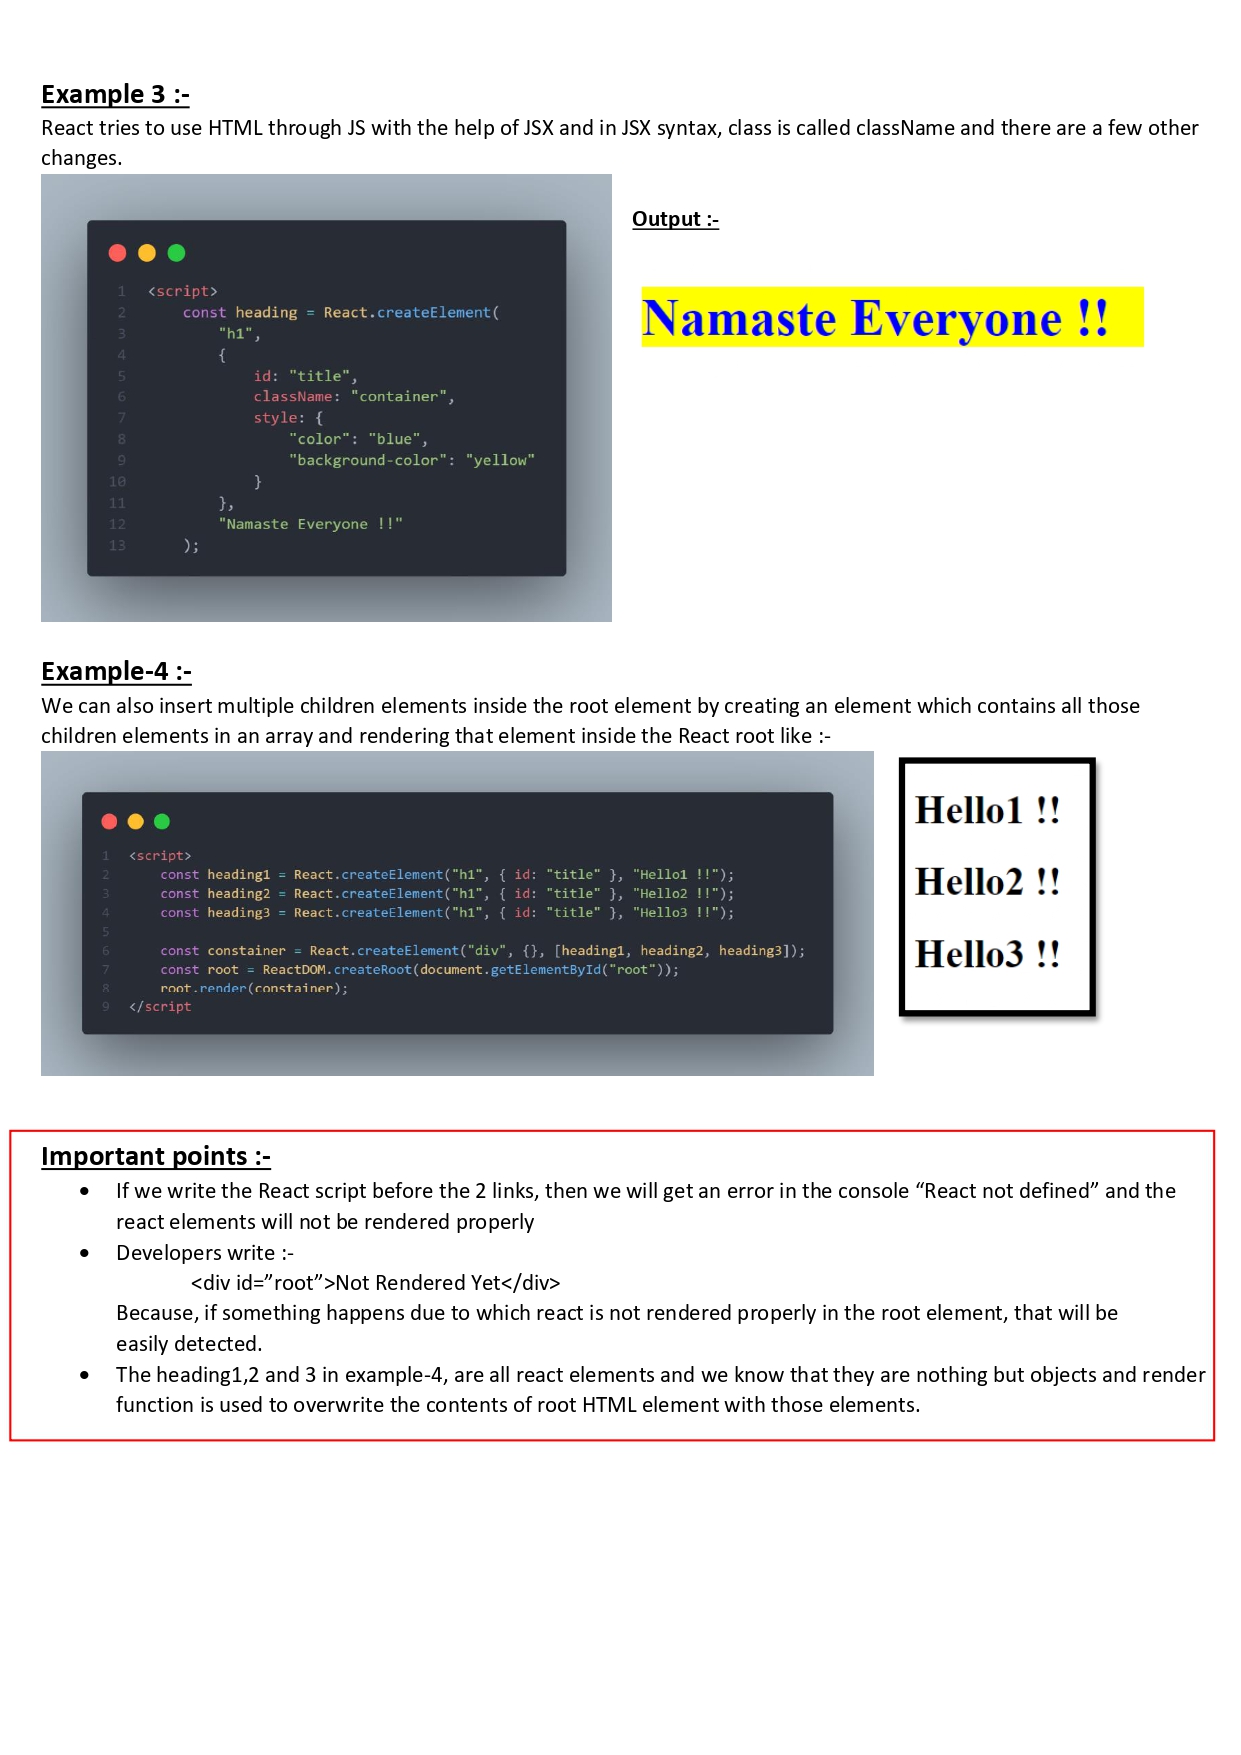 Example 3 :-
React tries to use HTML through JS with the help of JSX and in JSX syntax, class is called className and there are a few other
changes.
1 <script>
2 const heading = React.createElement(
3 "h1",
4 {
5 id: "title",
6 className: "container",
7 style: {
8 "color": "blue",
9 "background-color": "yellow"
10 }
11 },
12 "Namaste Everyone !!"
13 );
Output :-
Namaste Everyone !!
Example-4 :-
We can also insert multiple children elements inside the root element by creating an element which contains all those
children elements in an array and rendering that element inside the React root like :-
1 <script>
2 const heading1 = React.createElement("h1", { id: "title" }, "Hello1 !!");
3 const heading2 = React.createElement("h1", { id: "title" }, "Hello2 !!");
4 const heading3 = React.createElement("h1", { id: "title" }, "Hello3 !!");
5
6 const constainer = React.createElement("div", {}, [heading1, heading2, heading3]);
7 const root = ReactDOM.createRoot(document.getElementById("root"));
8 root.render(constainer);
9 </script
Hello1 !!
Hello2 !!
Hello3 !!
Important points :-
• If we write the React script before the 2 links, then we will get an error in the console “React not defined” and the
react elements will not be rendered properly
• Developers write :-
<div id=”root”>Not Rendered Yet</div>
Because, if something happens due to which react is not rendered properly in the root element, that will be
easily detected.
• The heading1,2 and 3 in example-4, are all react elements and we know that they are nothing but objects and render
function is used to overwrite the contents of root HTML element with those elements.